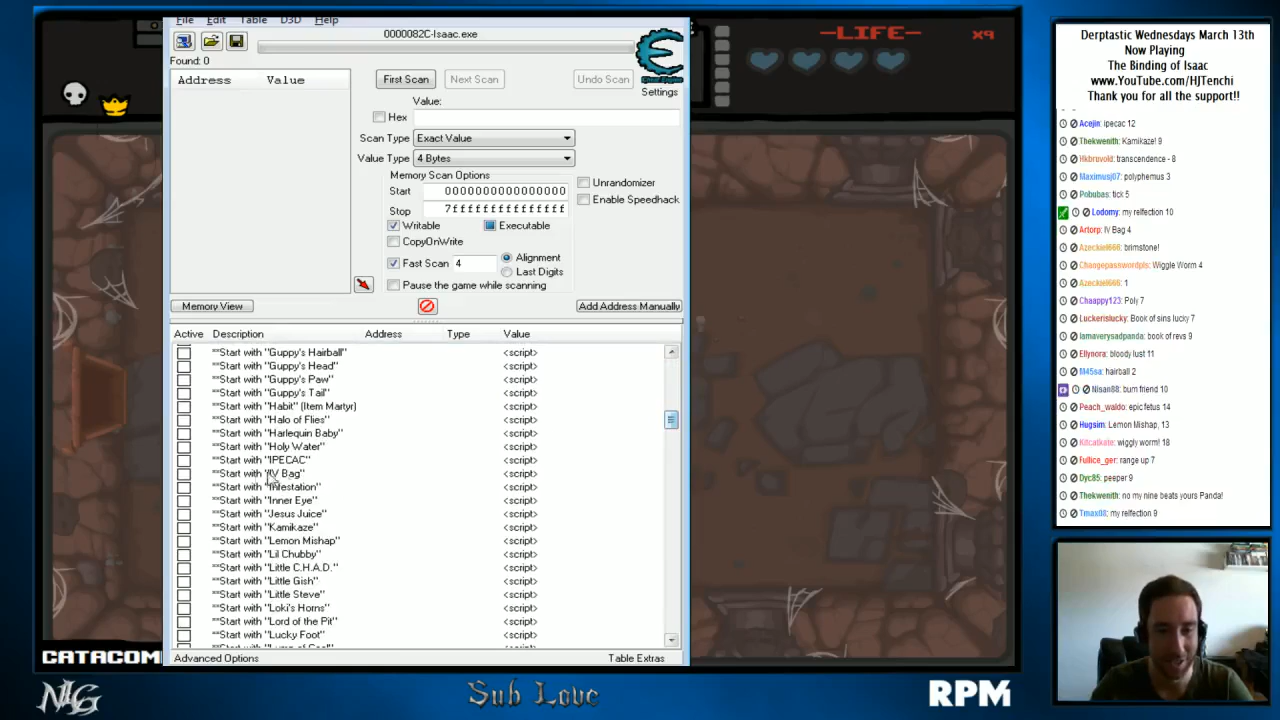 File Edit Table D3D Help
0000082C-Isaac.exe
Found: 0
Address Value
First Scan Next Scan Undo Scan
Settings
Value:
Hex
Scan Type Exact Value
Value Type 4 Bytes
Memory Scan Options
Start 0000000000000000
Stop 7fffffffffffffff
Unrandomizer
Enable Speedhack
Writable Executable
CopyOnWrite
Fast Scan 4 Alignment
Last Digits
Pause the game while scanning
Memory View Add Address Manually
Active Description Address Type Value
**Start with "Guppy's Hairball" <script>
**Start with "Guppy's Head" <script>
**Start with "Guppy's Paw" <script>
**Start with "Guppy's Tail" <script>
**Start with "Habit" (Item Martyr) <script>
**Start with "Halo of Flies" <script>
**Start with "Harlequin Baby" <script>
**Start with "Holy Water" <script>
**Start with "IPECAC" <script>
**Start with "IV Bag" <script>
**Start with "Infestation" <script>
**Start with "Inner Eye" <script>
**Start with "Jesus Juice" <script>
**Start with "Kamikaze" <script>
**Start with "Lemon Mishap" <script>
**Start with "Lil Chubby" <script>
**Start with "Little C.H.A.D." <script>
**Start with "Little Gish" <script>
**Start with "Little Steve" <script>
**Start with "Loki's Horns" <script>
**Start with "Lord of the Pit" <script>
**Start with "Lucky Foot" <script>
Advanced Options Table Extras
-LIFE- x9
CATACOM
NLG
Sub Love
RPM
Derptastic Wednesdays March 13th
Now Playing
The Binding of Isaac
www.YouTube.com/HJTenchi
Thank you for all the support!!
Acejin: ipecac 12
Thekwenith: Kamikaze! 9
Hkbruvold: transcendence - 8
Maximusj07: polyphemus 3
Pobubas: tick 5
Lodomy: my relfection 10
Artorp: IV Bag 4
Azeckiel666: brimstone!
Changepasswordpls: Wiggle Worm 4
Azeckiel666: 1
Chaappy123: Poly 7
Luckerislucky: Book of sins lucky 7
Iamaverysadpanda: book of revs 9
Ellynora: bloody lust 11
M45sa: hairball 2
Nisan88: bum friend 10
Peach_waldo: epic fetus 14
Hugsim: Lemon Mishap, 13
Kitcatkate: wiggly worm! 18
Fullice_ger: range up 7
Dyc85: peeper 9
Thekwenith: no my nine beats yours Panda!
Tmax08: my relfection 9